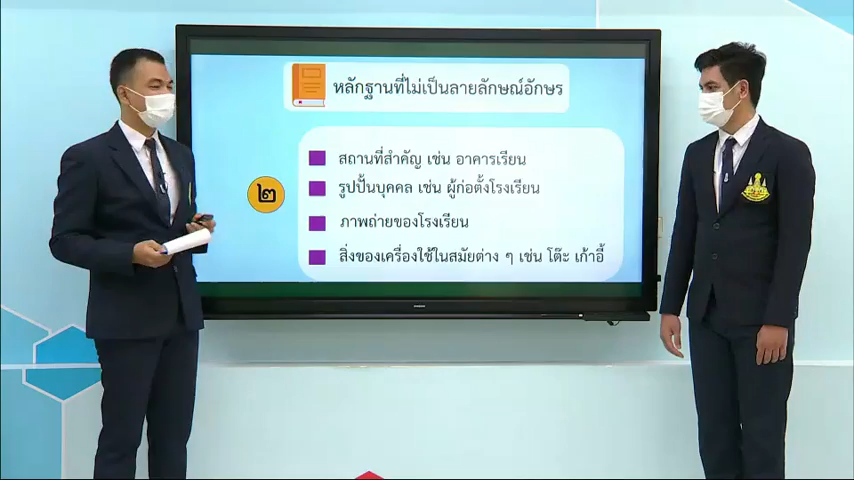 หลักฐานที่ไม่เป็นลายลักษณ์อักษร
๒
สถานที่สำคัญ เช่น อาคารเรียน
รูปปั้นบุคคล เช่น ผู้ก่อตั้งโรงเรียน
ภาพถ่ายของโรงเรียน
สิ่งของเครื่องใช้ในสมัยต่าง ๆ เช่น โต๊ะ เก้าอี้